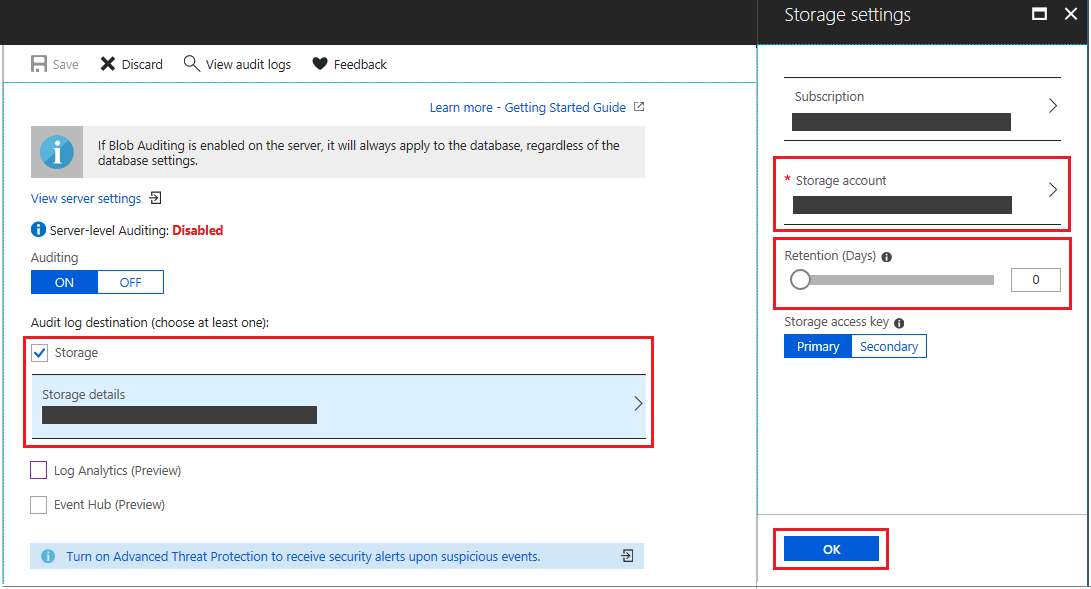 Save
Discard
View audit logs
Feedback
Learn more - Getting Started Guide
If Blob Auditing is enabled on the server, it will always apply to the database, regardless of the
database settings.
View server settings
Server-level Auditing: Disabled
Auditing
ON
OFF
Audit log destination (choose at least one):
Storage
Storage details
Log Analytics (Preview)
Event Hub (Preview)
Turn on Advanced Threat Protection to receive security alerts upon suspicious events.
Storage settings
Subscription
* Storage account
Retention (Days)
0
Storage access key
Primary
Secondary
OK